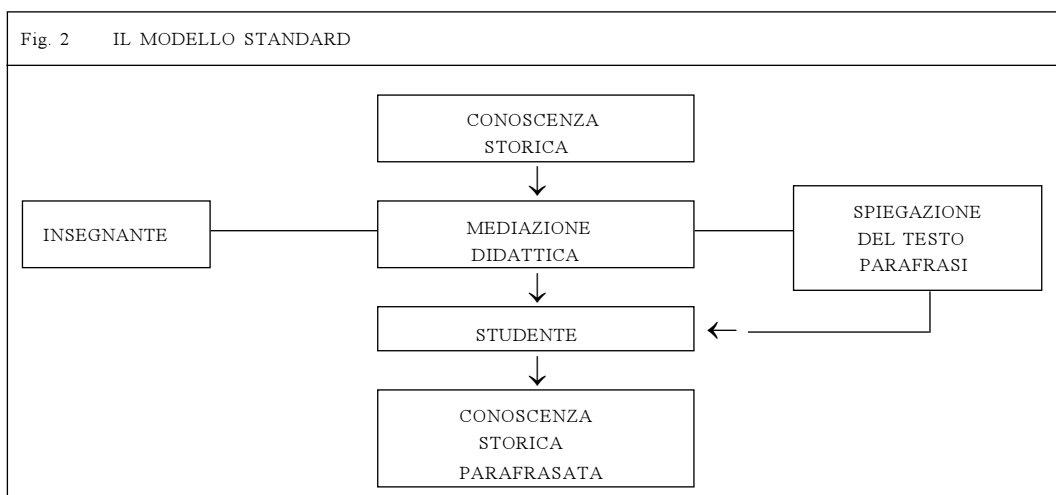 Fig. 2 IL MODELLO STANDARD
CONOSCENZA
STORICA
INSEGNANTE
MEDIAZIONE
DIDATTICA
SPIEGAZIONE
DEL TESTO
PARAFRASI
STUDENTE
CONOSCENZA
STORICA
PARAFRASATA